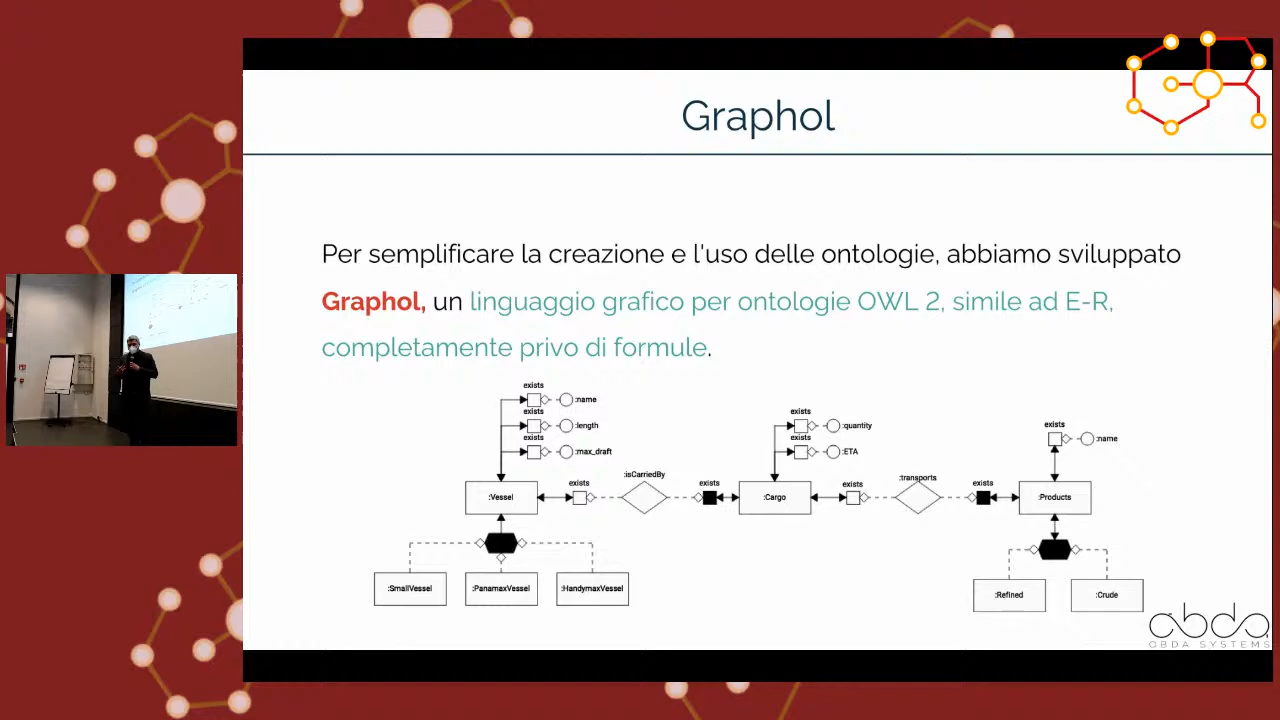 Graphol
Per semplificare la creazione e l'uso delle ontologie, abbiamo sviluppato
Graphol, un linguaggio grafico per ontologie OWL 2, simile ad E-R,
completamente privo di formule.
exists
:name
exists
:length
exists
:max_draft
exists
:quantity
exists
:ETA
exists
:name
:Vessel
exists
:isCarriedBy
exists
:Cargo
exists
:transports
exists
:Products
:SmallVessel
:PanamaxVessel
:HandymaxVessel
:Refined
:Crude
obda
OBDA SYSTEMS